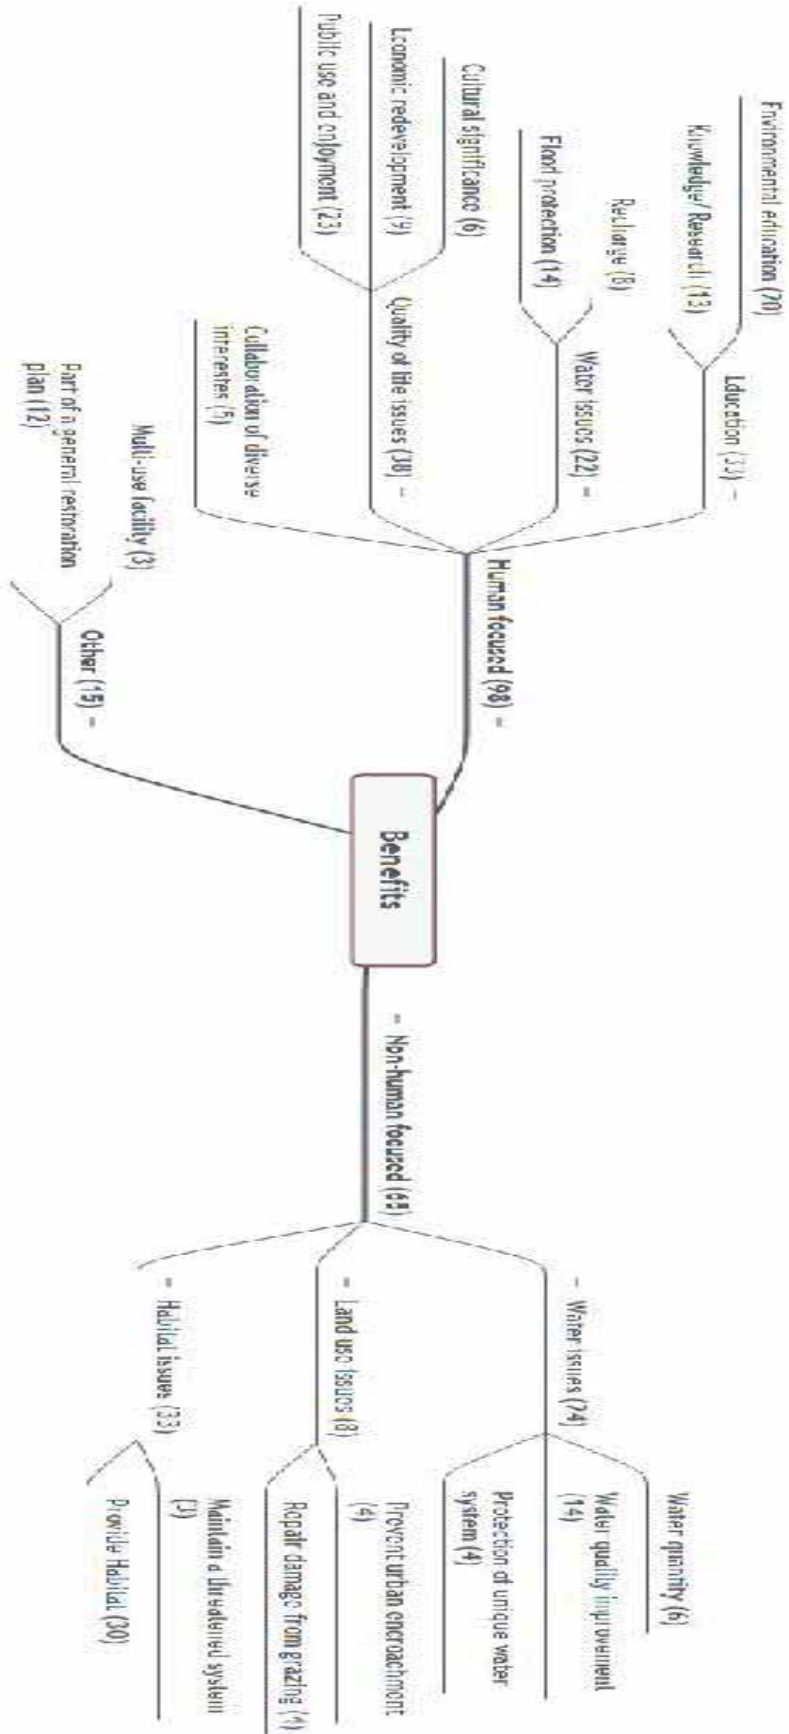 Environmental education (20)
Knowledge/ Research (13)
Education (33)
Recharge (8)
Flood protection (14)
Water issues (22)
Cultural significance (6)
Economic redevelopment (9)
Public use and enjoyment (23)
Quality of life issues (38)
Collaboration of diverse
interestes (5)
Human focused (98)
Multi-use facility (3)
Part of a general restoration
plan (12)
Other (15)
Benefits
Non-human focused (65)
Water issues (24)
Water quantity (6)
Water quality improvement
(14)
Protection of unique water
system (4)
Land use issues (8)
Prevent urban encroachment
(4)
Repair damage from grazing (4)
Habitat issues (33)
Maintain a threatened system
(3)
Provide Habitat (30)